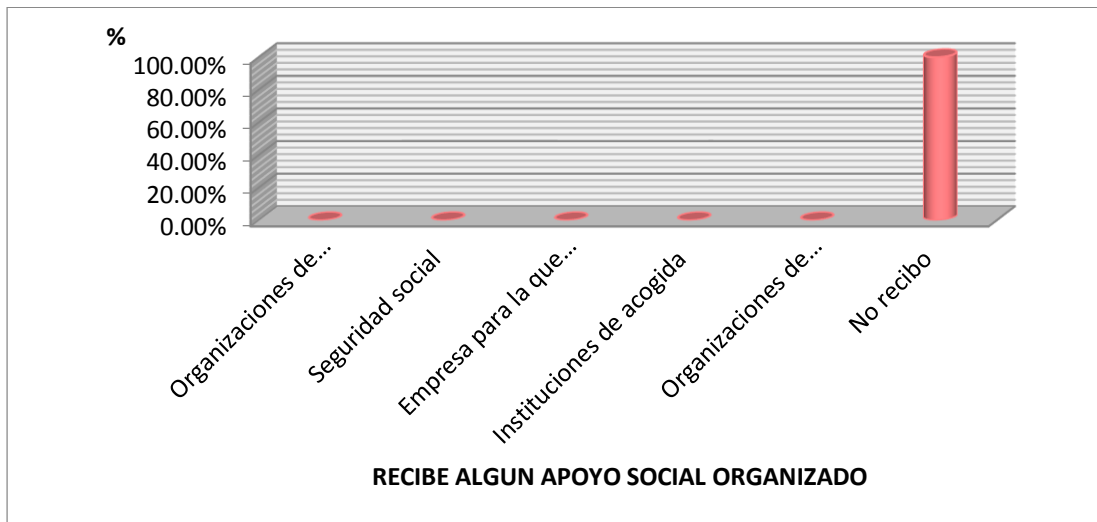 %
100.00%
80.00%
60.00%
40.00%
20.00%
0.00%
Organizaciones de...
Seguridad social
Empresa para la que...
Instituciones de acogida
Organizaciones de...
No recibo
RECIBE ALGUN APOYO SOCIAL ORGANIZADO